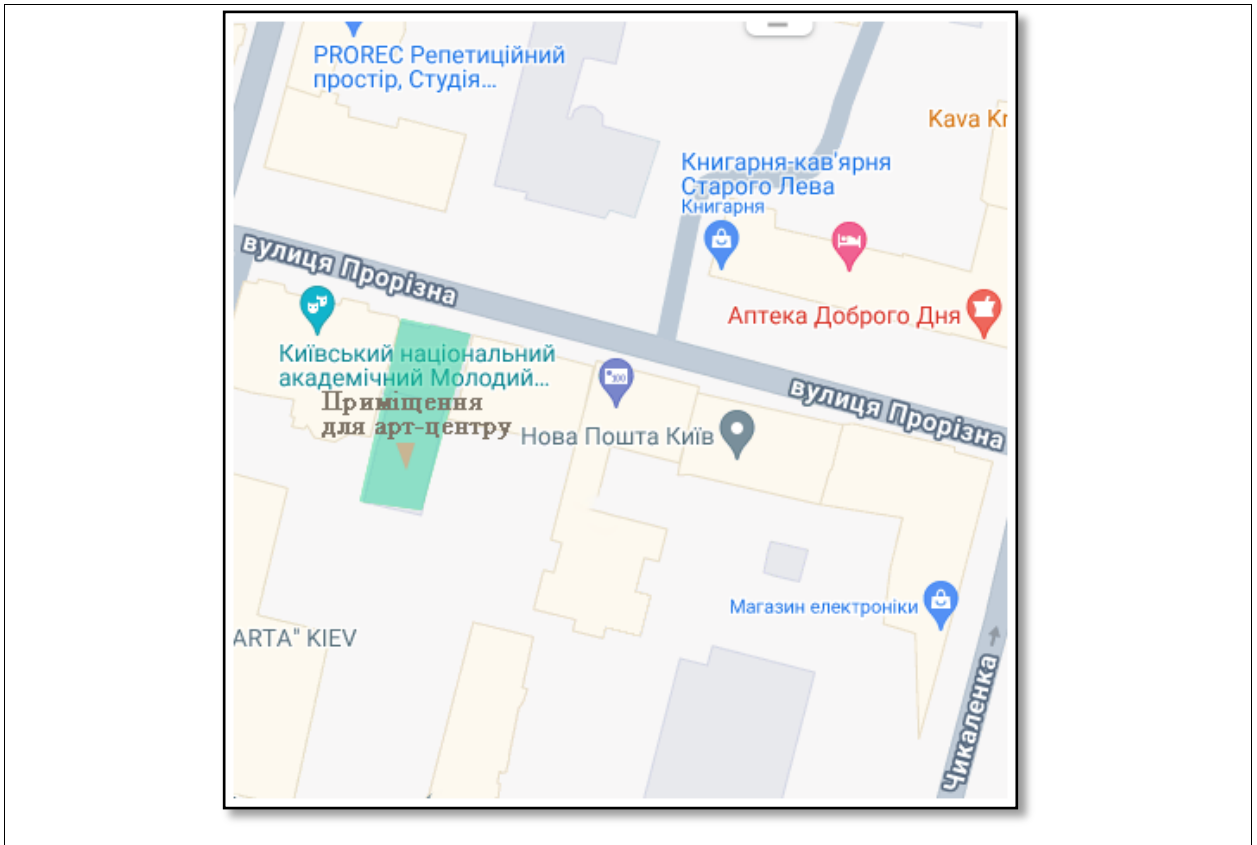 PROREC Репетиційний
простір, Студія...
Kava Kr
Книгарня-кав'ярня
Старого Лева
Книгарня
вулиця Прорізна
Аптека Доброго Дня
Київський національний
академічний Молодий...
Приміщення
для арт-центру
вулиця Прорізна
Нова Пошта Київ
Магазин електроніки
ARTA" KIEV
Чикаленка